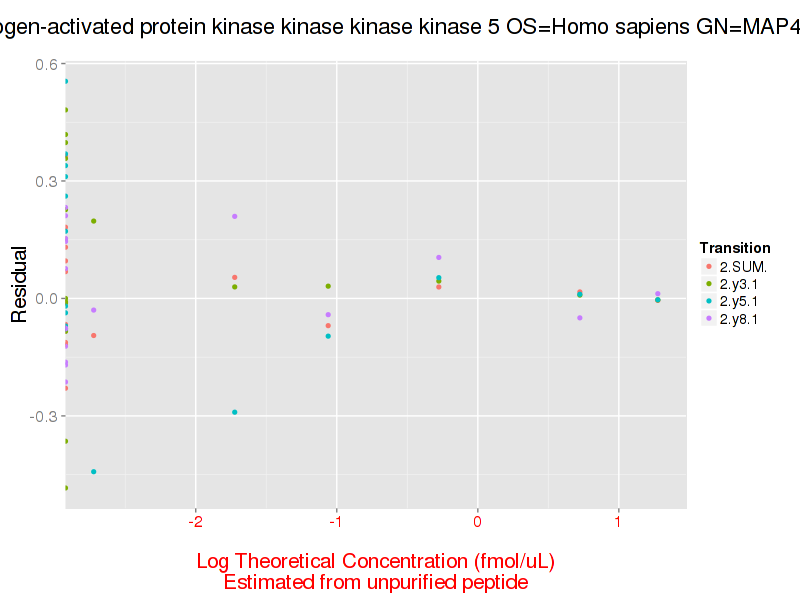 ogen-activated protein kinase kinase kinase kinase 5 OS=Homo sapiens GN=MAP4
0.6
0.3
0.0
-0.3
Residual
-2
-1
0
1
Log Theoretical Concentration (fmol/uL)
Estimated from unpurified peptide
Transition
2.SUM.
2.y3.1
2.y5.1
2.y8.1